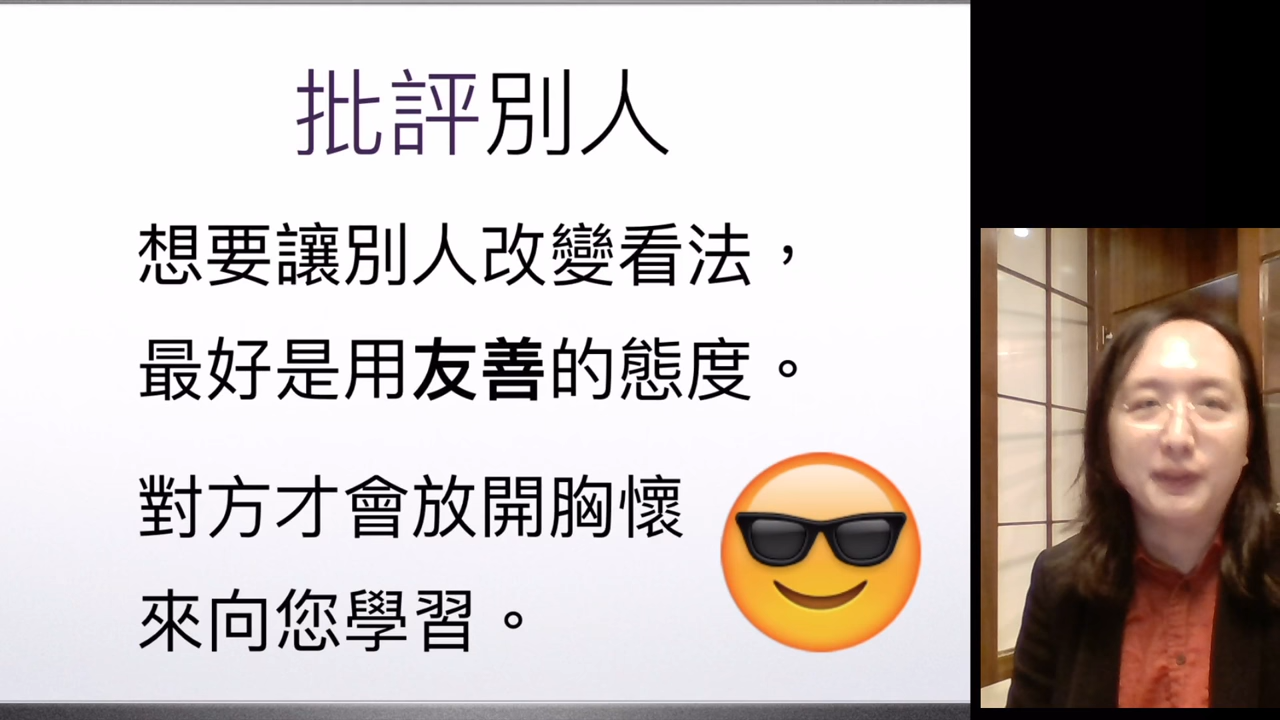 批評別人
想要讓別人改變看法，
最好是用友善的態度。
對方才會放開胸懷
來向您學習。